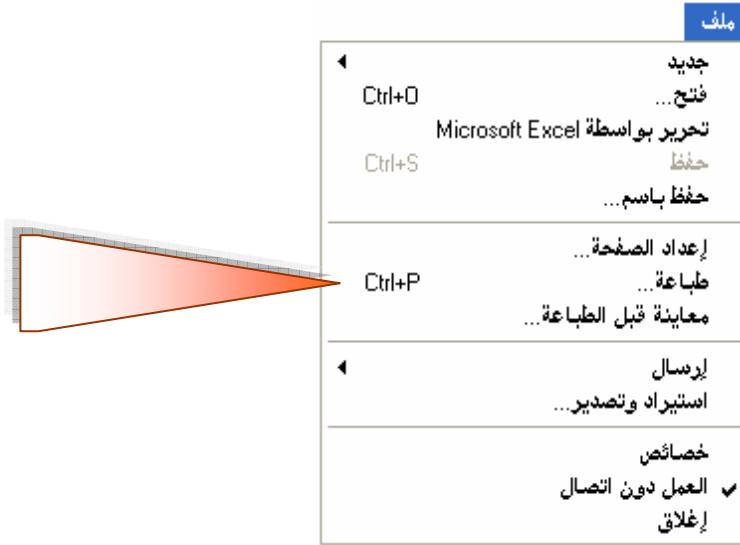 ملف
جديد
فتح... Ctrl+O
تحرير بواسطة Microsoft Excel
حفظ Ctrl+S
حفظ باسم...
إعداد الصفحة...
طباعة... Ctrl+P
معاينة قبل الطباعة...
إرسال
استيراد وتصدير...
خصائص
العمل دون اتصال
إغلاق